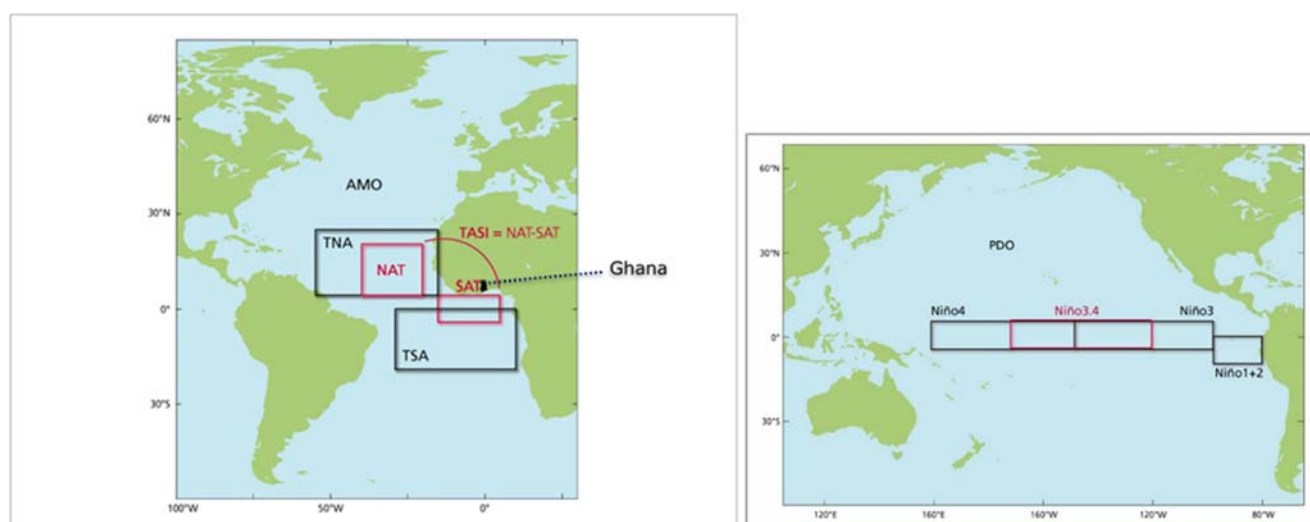 60°N
AMO
30°N
TNA
TASI = NAT-SAT
NAT
SAT
Ghana
0°
TSA
30°S
100°W
50°W
0°
60°N
30°N
PDO
Niño4
Niño3.4
Niño3
0°
Niño1+2
30°S
120°E
160°E
160°W
120°W
80°W